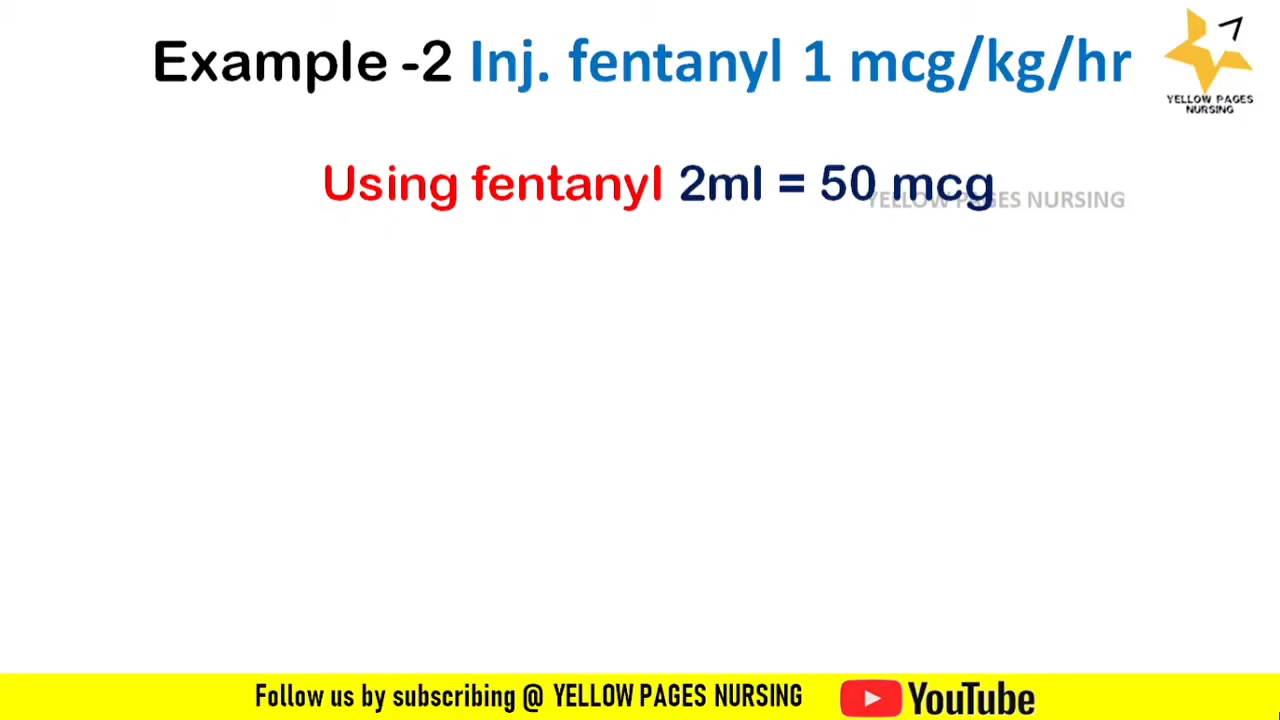 Example -2 Inj. fentanyl 1 mcg/kg/hr
YELLOW PAGES
NURSING
Using fentanyl 2ml = 50 mcg
YELLOW PAGES NURSING
Follow us by subscribing @ YELLOW PAGES NURSING YouTube